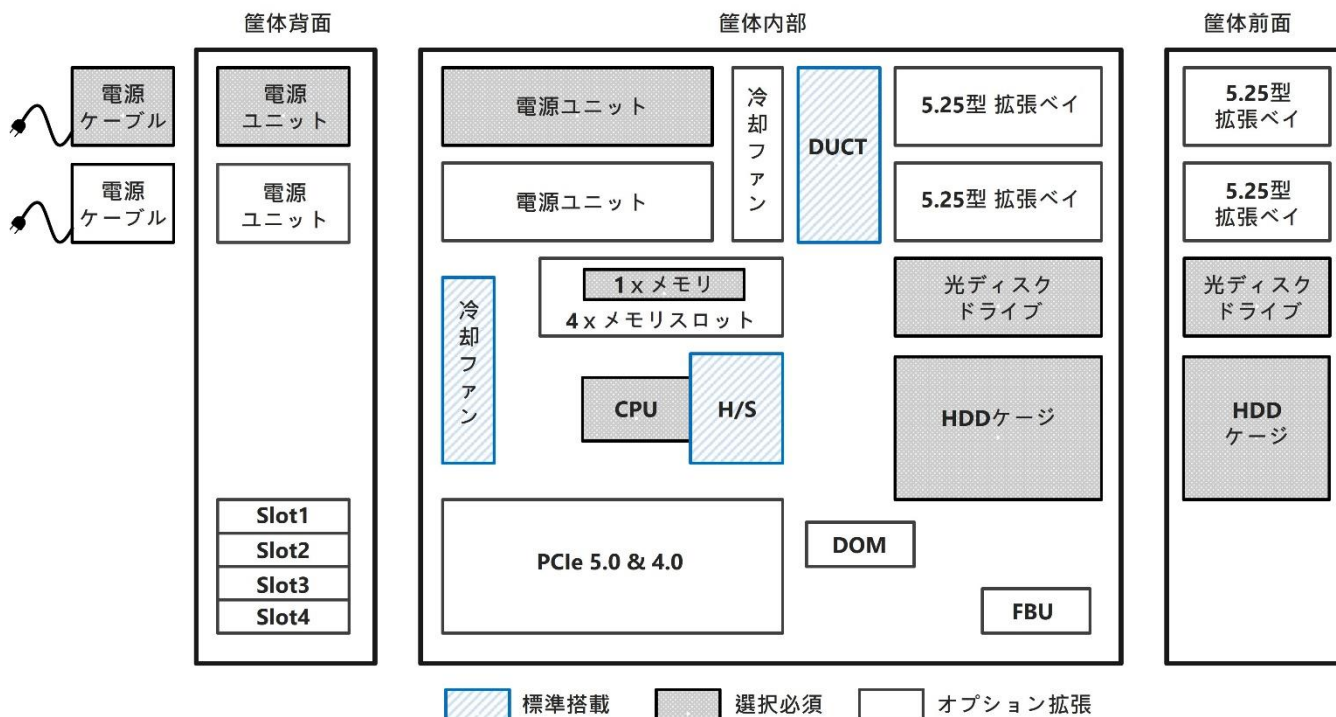 筐体背面
筐体内部
筐体前面
電源
ケーブル
電源
ユニット
電源
ケーブル
電源
ユニット
Slot1
Slot2
Slot3
Slot4
電源ユニット
電源ユニット
冷却ファン
DUCT
5.25型 拡張ベイ
5.25型 拡張ベイ
冷却ファン
1 x メモリ
4 x メモリスロット
CPU
H/S
光ディスク
ドライブ
HDDケージ
PCIe 5.0 & 4.0
DOM
FBU
5.25型
拡張ベイ
5.25型
拡張ベイ
光ディスク
ドライブ
HDD
ケージ
標準搭載
選択必須
オプション拡張